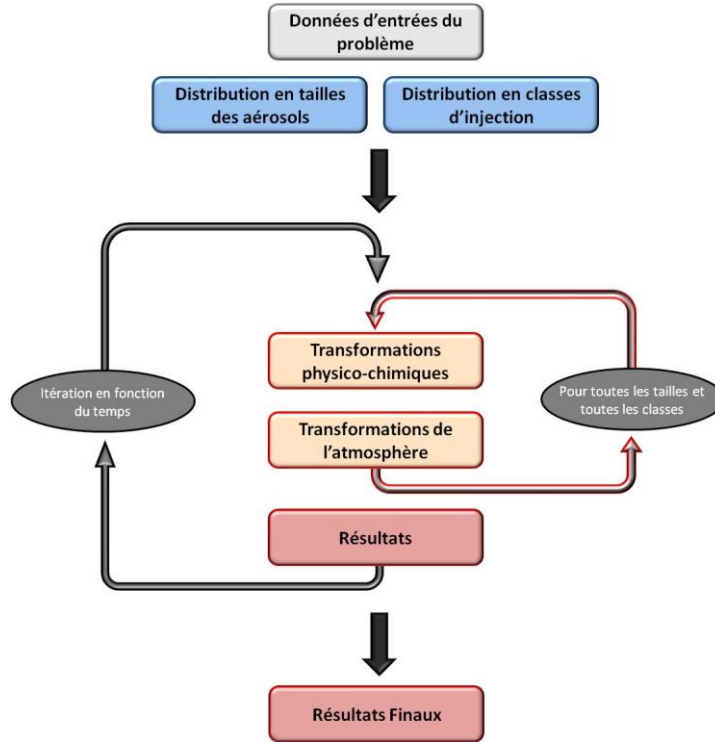 Données d'entrées du
problème
Distribution en tailles
des aérosols
Distribution en classes
d'injection
Transformations
physico-chimiques
Itération en fonction
du temps
Pour toutes les tailles et
toutes les classes
Transformations de
l'atmosphère
Résultats
Résultats Finaux